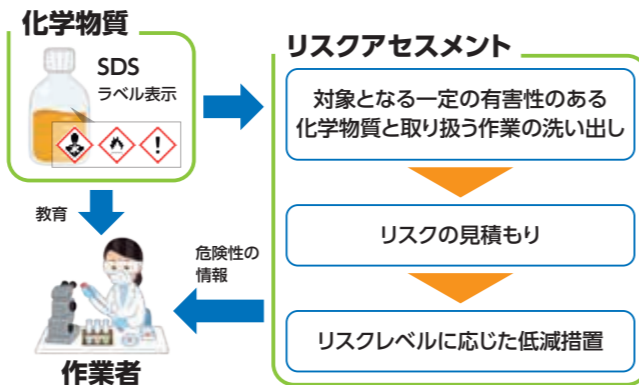 化学物質
SDS
ラベル表示
教育
作業者
リスクアセスメント
対象となる一定の有害性のある
化学物質と取り扱う作業の洗い出し
リスクの見積もり
リスクレベルに応じた低減措置
危険性の
情報